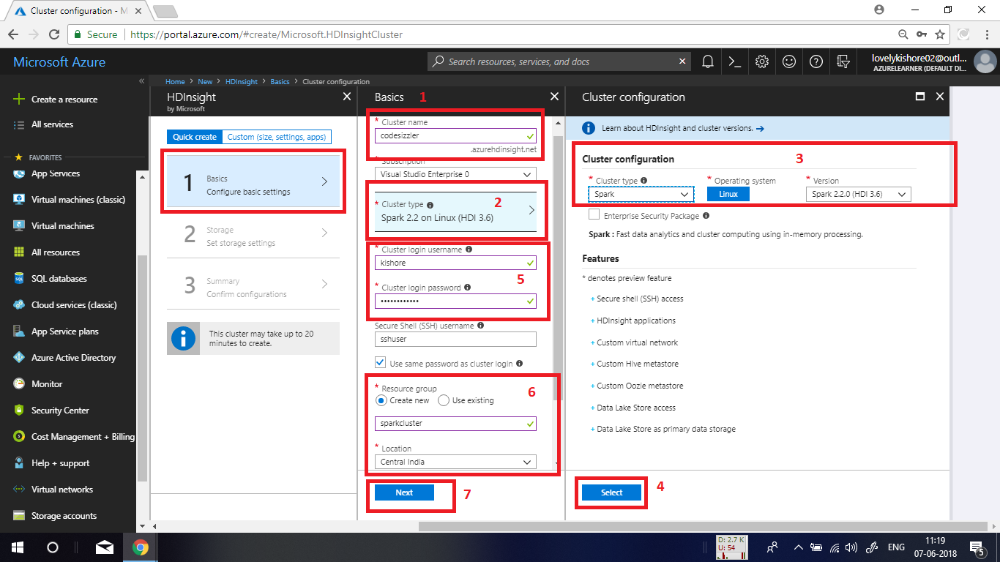 Cluster configuration - M
Secure
https://portal.azure.com/#create/Microsoft.HDInsightCluster
Microsoft Azure
Search resources, services, and docs
lovelykishore02@outl...
AZURELEARNER (DEFAULT DI...
Home > New > HDInsight > Basics > Cluster configuration
Create a resource
All services
FAVORITES
App Services
Virtual machines (classic)
Virtual machines
All resources
SQL databases
Cloud services (classic)
App Service plans
Azure Active Directory
Monitor
Security Center
Cost Management + Billing
Help + support
Virtual networks
Storage accounts
HDInsight
by Microsoft
Quick create
Custom (size, settings, apps)
1
Basics
Configure basic settings
2
Storage
Set storage settings
3
Summary
Confirm configurations
This cluster may take up to 20
minutes to create.
Basics
1
* Cluster name
codesizzler
.azurehdinsight.net
* Subscription
Visual Studio Enterprise 0
* Cluster type
2
Spark 2.2 on Linux (HDI 3.6)
* Cluster login username
kishore
5
* Cluster login password
••••••••••••
Secure Shell (SSH) username
sshuser
Use same password as cluster login
* Resource group
6
Create new
Use existing
sparkcluster
* Location
Central India
Next
7
Cluster configuration
Learn about HDInsight and cluster versions.
Cluster configuration
3
* Cluster type
* Operating system
* Version
Spark
Linux
Spark 2.2.0 (HDI 3.6)
Enterprise Security Package
Spark : Fast data analytics and cluster computing using in-memory processing.
Features
* denotes preview feature
+ Secure shell (SSH) access
+ HDInsight applications
+ Custom virtual network
+ Custom Hive metastore
+ Custom Oozie metastore
+ Data Lake Store access
+ Data Lake Store as primary data storage
Select
4
D: 2.7 K
U: 54
ENG
11:19
07-06-2018
5